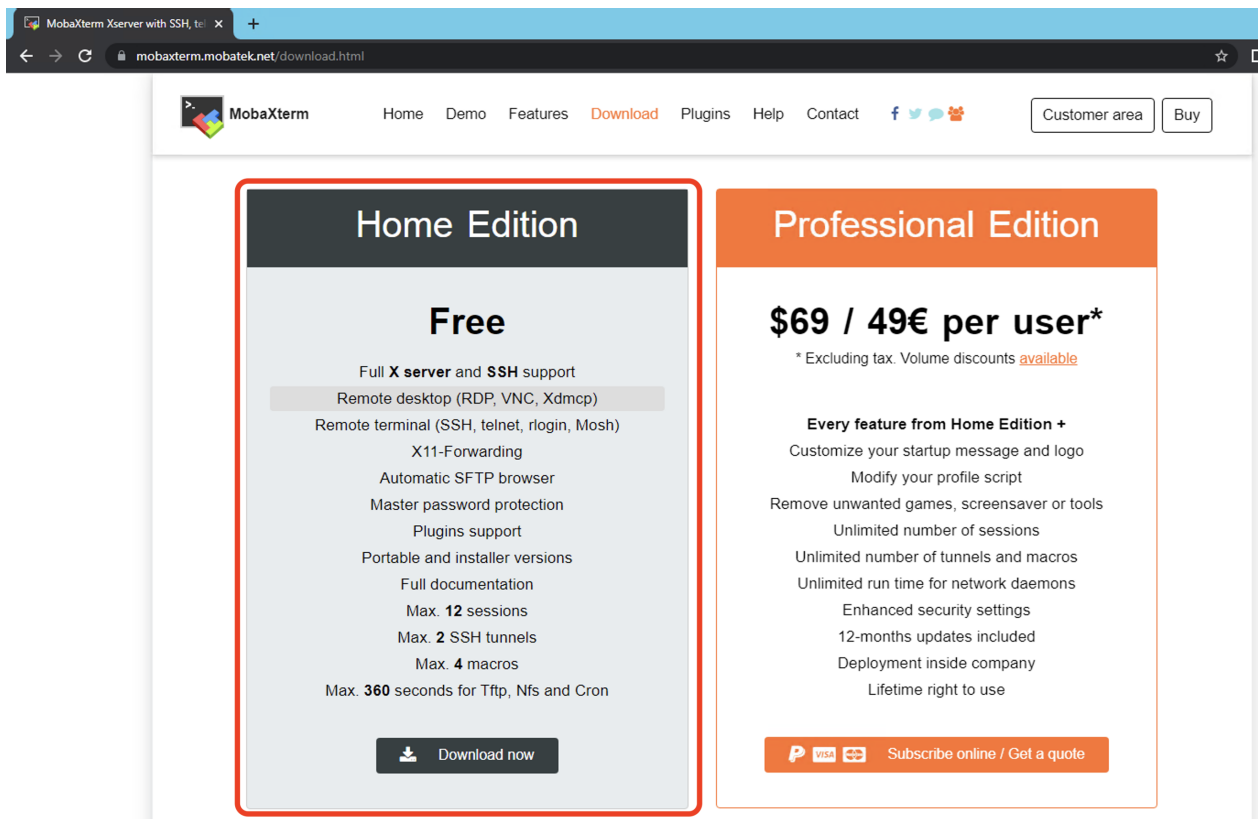 MobaXterm Xserver with SSH, tel
mobaxterm.mobatek.net/download.html
MobaXterm
Home Demo Features Download Plugins Help Contact
Customer area
Buy
Home Edition
Free
Full X server and SSH support
Remote desktop (RDP, VNC, Xdmcp)
Remote terminal (SSH, telnet, rlogin, Mosh)
X11-Forwarding
Automatic SFTP browser
Master password protection
Plugins support
Portable and installer versions
Full documentation
Max. 12 sessions
Max. 2 SSH tunnels
Max. 4 macros
Max. 360 seconds for Tftp, Nfs and Cron
Download now
Professional Edition
$69 / 49€ per user*
* Excluding tax. Volume discounts available
Every feature from Home Edition +
Customize your startup message and logo
Modify your profile script
Remove unwanted games, screensaver or tools
Unlimited number of sessions
Unlimited number of tunnels and macros
Unlimited run time for network daemons
Enhanced security settings
12-months updates included
Deployment inside company
Lifetime right to use
VISA
Subscribe online / Get a quote